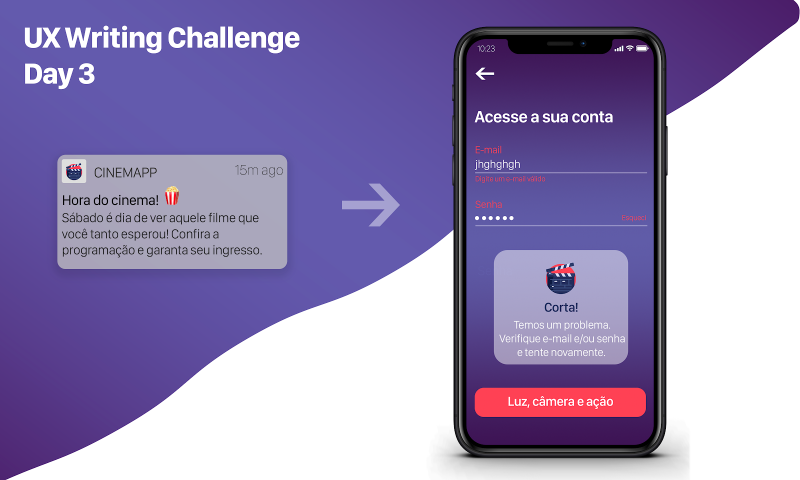 UX Writing Challenge
Day 3
CINEMAPP
15m ago
Hora do cinema!
Sábado é dia de ver aquele filme que
você tanto esperou! Confira a
programação e garanta seu ingresso.
10:23
Acesse a sua conta
E-mail
jhghghgh
Digite um e-mail válido
Senha
Esqueci
Corta!
Temos um problema.
Verifique e-mail e/ou senha
e tente novamente.
Luz, câmera e ação